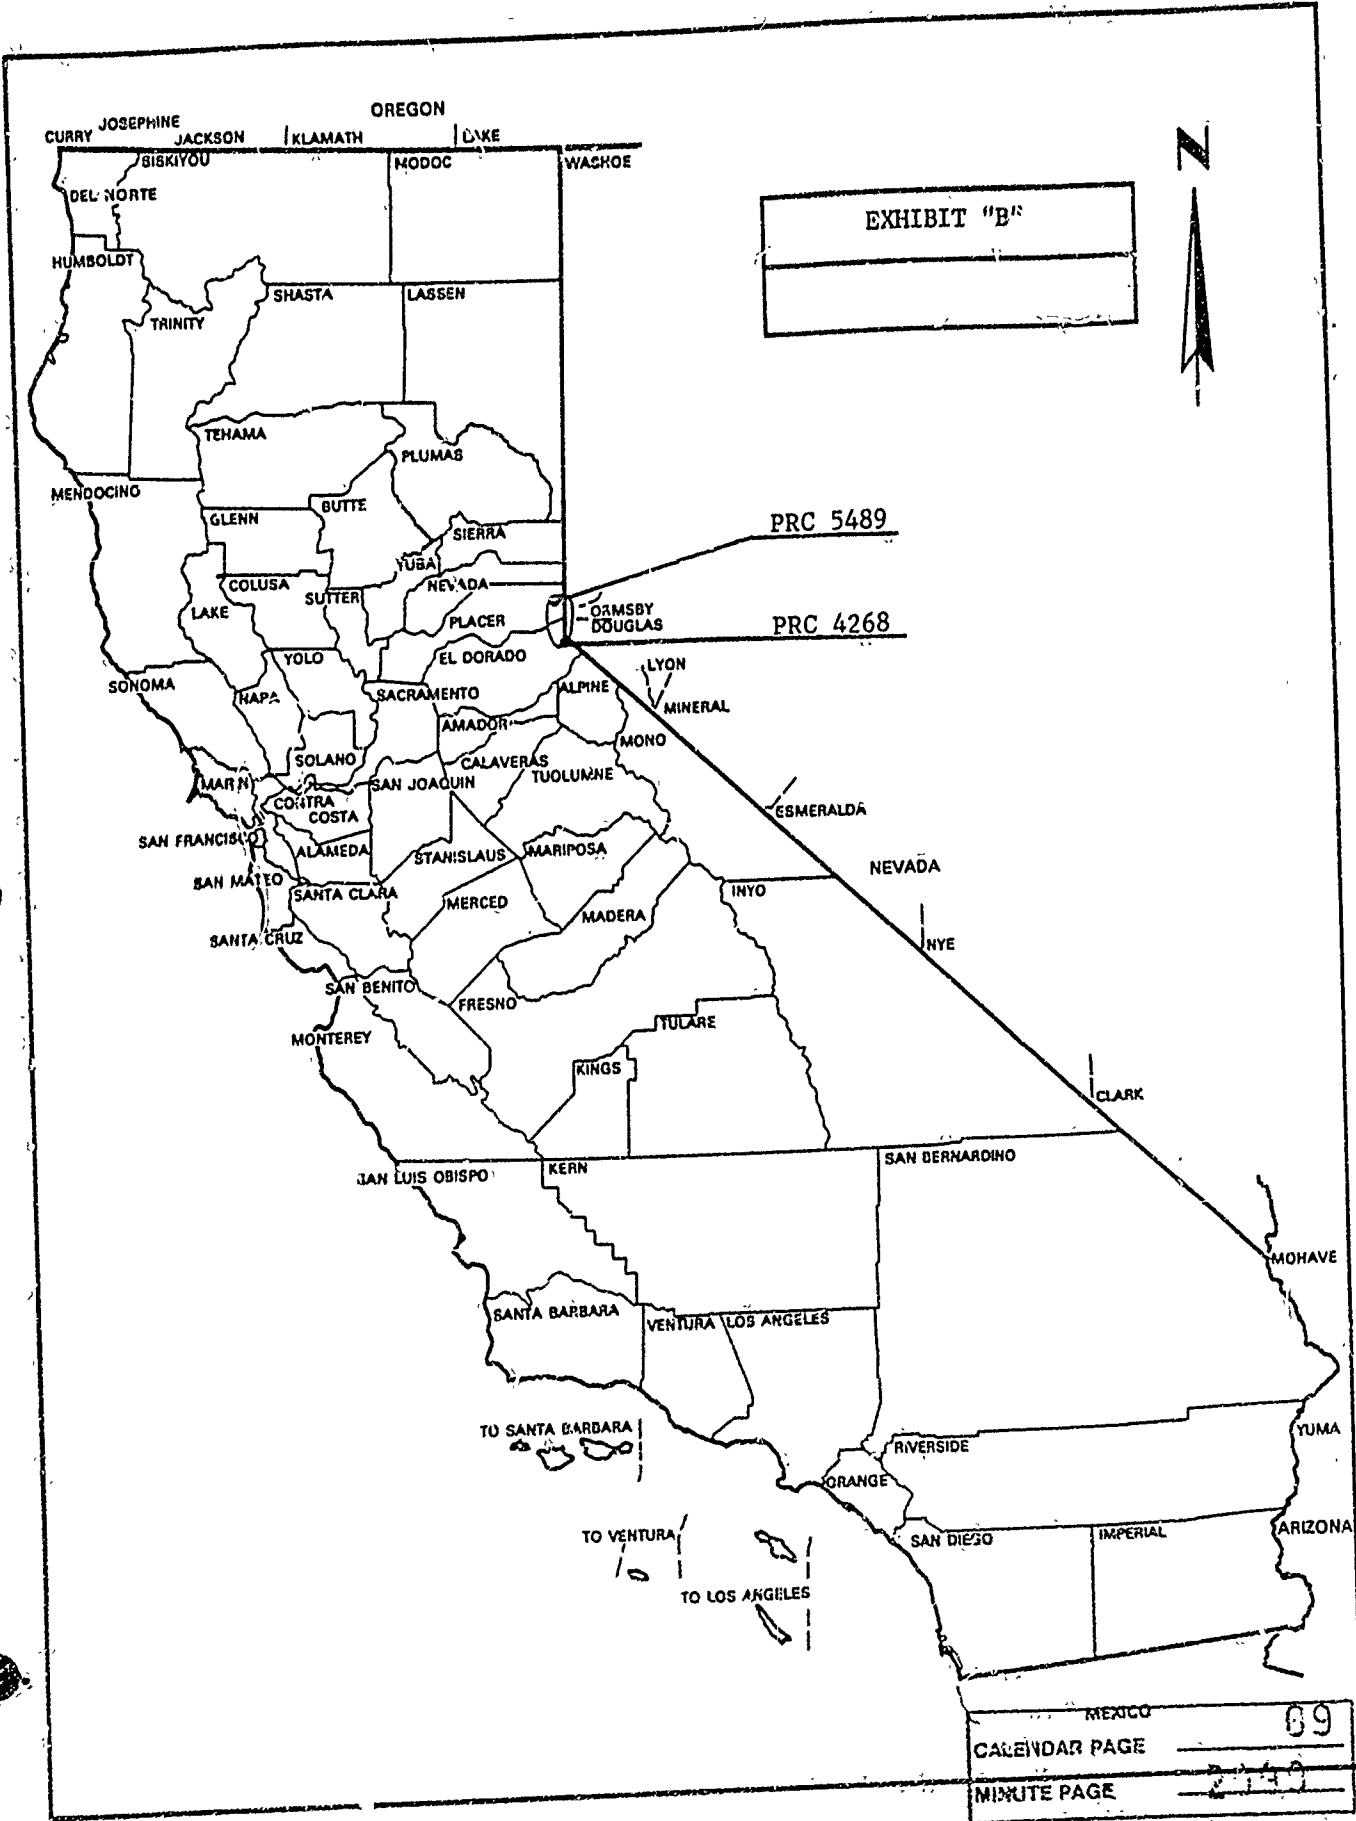 OREGON
CURRY JOSEPHINE JACKSON KLAMATH LAKE
SISKIYOU MODOC WASHOE
DEL NORTE
EXHIBIT "B"
HUMBOLDT
SHASTA LASSEN
TRINITY
TEHAMA
PLUMAS
MENDOCINO
BUTTE
GLENN
PRC 5489
SIERRA
YUBA
COLUSA NEVADA
SUTTER
LAKE
ORMSBY
PLACER DOUGLAS PRC 4268
YOLO EL DORADO
LYON
SONOMA
NAPA SACRAMENTO ALPINE
MINERAL
AMADOR
MONO
SOLANO CALAVERAS
TUOLUMNE
MARIN SAN JOAQUIN
CONTRA
COSTA
ESMERALDA
SAN FRANCISCO
ALAMEDA STANISLAUS MARIPOSA
NEVADA
SAN MATEO
SANTA CLARA INYO
MERCED
MADERA
SANTA CRUZ NYE
SAN BENITO
FRESNO
TULARE
MONTEREY
KINGS
CLARK
SAN BERNARDINO
SAN LUIS OBISPO KERN
MOHAVE
SANTA BARBARA
VENTURA LOS ANGELES
TO SANTA BARBARA YUMA
RIVERSIDE
ORANGE
TO VENTURA SAN DIEGO IMPERIAL ARIZONA
TO LOS ANGELES
MEXICO
CALENDAR PAGE 69
MINUTE PAGE
N